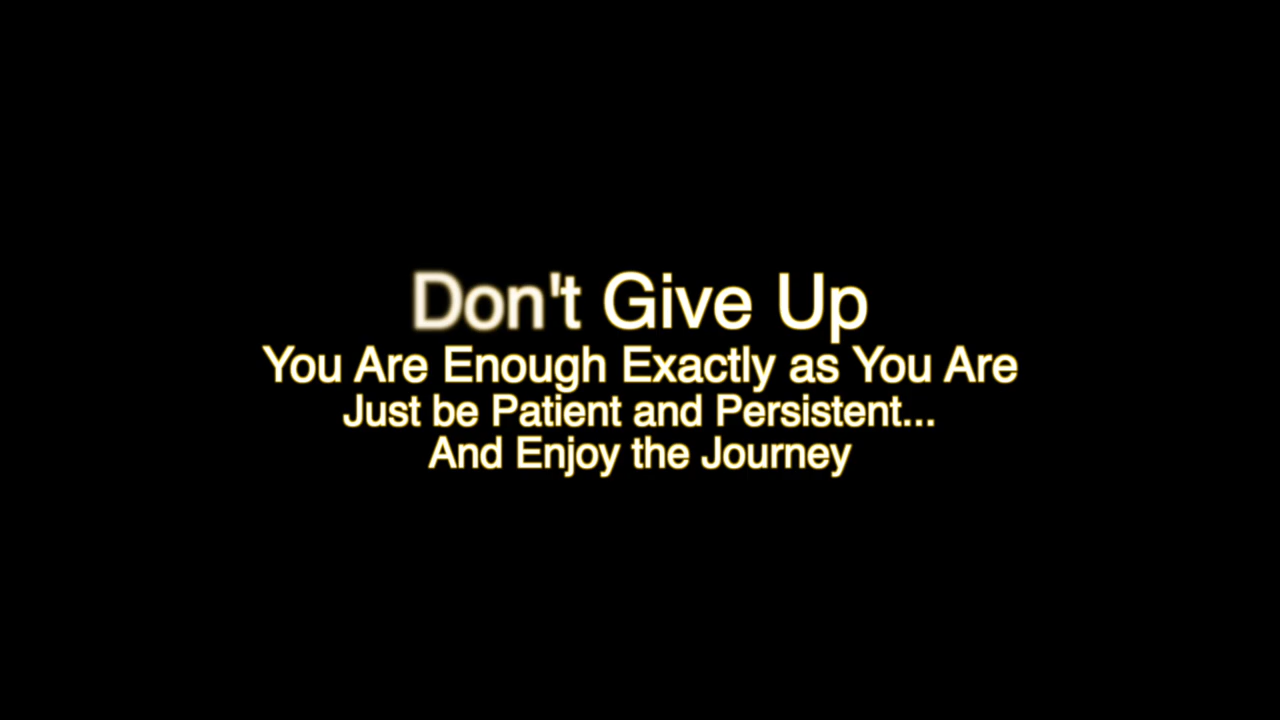 Don't Give Up
You Are Enough Exactly as You Are
Just be Patient and Persistent...
And Enjoy the Journey